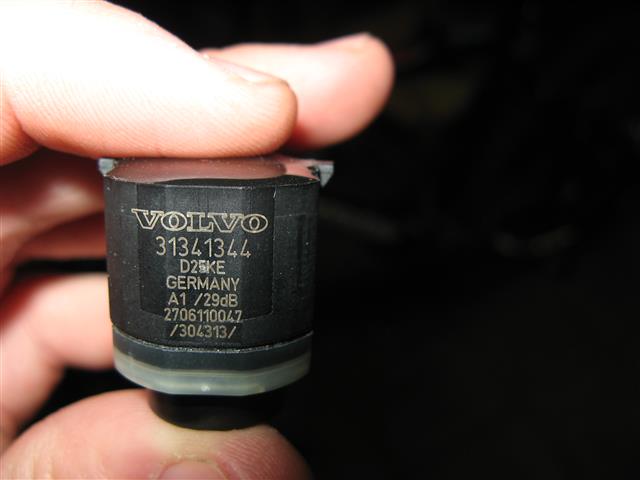 VOLVO
31341344
D25KE
GERMANY
A1 /29dB
2706110047
/304313/